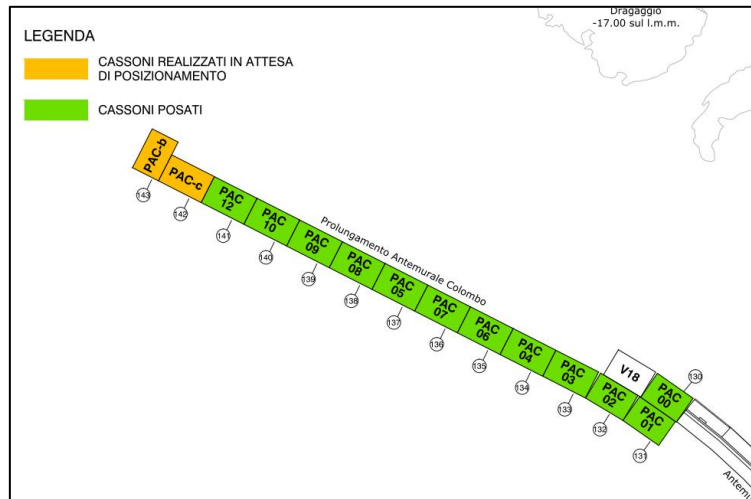 Dragaggio
-17.00 sul l.m.m.
LEGENDA
CASSONI REALIZZATI IN ATTESA
DI POSIZIONAMENTO
CASSONI POSATI
PAC-b
PAC-c
PAC
12
PAC
10
PAC
09
PAC
08
PAC
05
PAC
07
PAC
06
PAC
04
PAC
03
PAC
02
PAC
01
V18
PAC
00
Prolungamento Antemurale Colombo
143
142
141
140
139
138
137
136
135
134
133
132
131
130